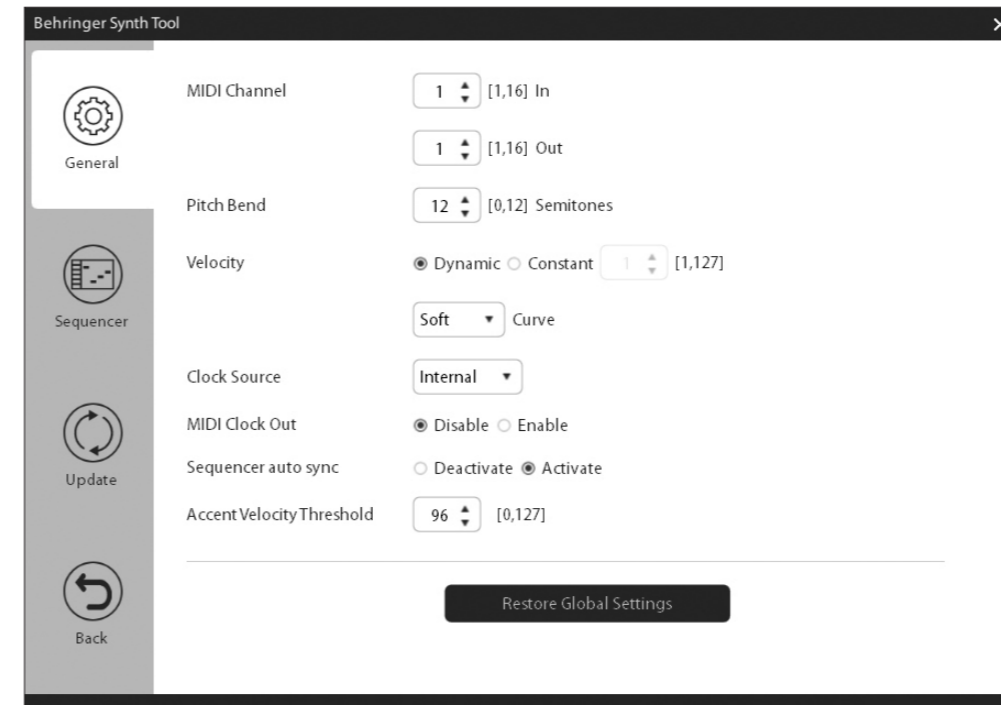 Behringer Synth Tool
General
Sequencer
Update
Back
MIDI Channel 1 [1,16] In
1 [1,16] Out
Pitch Bend 12 [0,12] Semitones
Velocity Dynamic Constant 1 [1,127]
Soft Curve
Clock Source Internal
MIDI Clock Out Disable Enable
Sequencer auto sync Deactivate Activate
Accent Velocity Threshold 96 [0,127]
Restore Global Settings